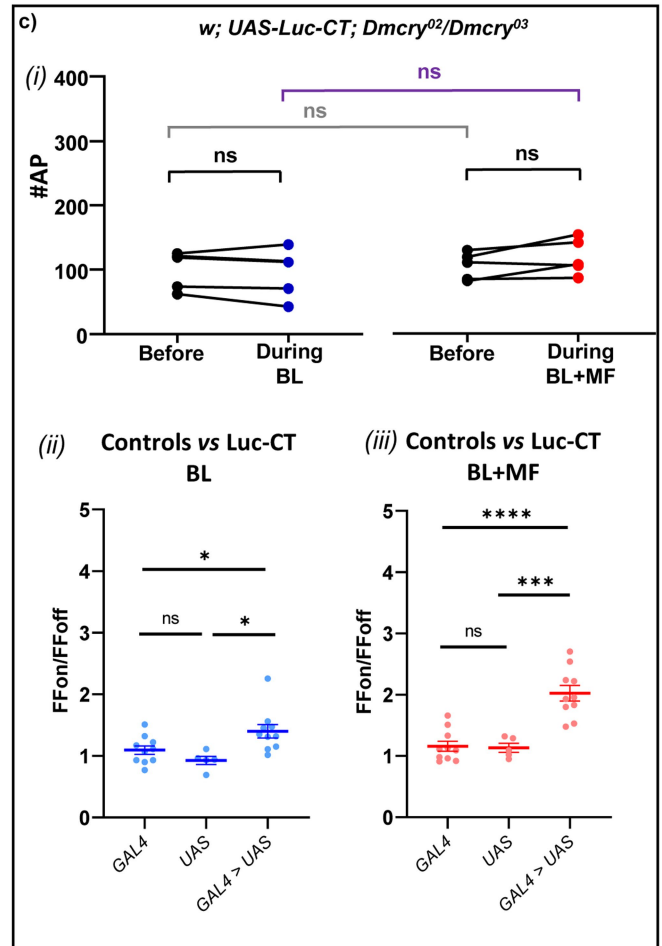 c)
w; UAS-Luc-CT; Dmcry⁰²/Dmcry⁰³
(i)
400
300
200
100
0
#AP
ns
ns
ns
ns
Before
During
BL
Before
During
BL+MF
(ii)
Controls vs Luc-CT
BL
5
4
3
2
1
0
FFon/FFoff
*
ns
*
GAL4
UAS
GAL4 > UAS
(iii)
Controls vs Luc-CT
BL+MF
5
4
3
2
1
0
FFon/FFoff
****
***
ns
GAL4
UAS
GAL4 > UAS